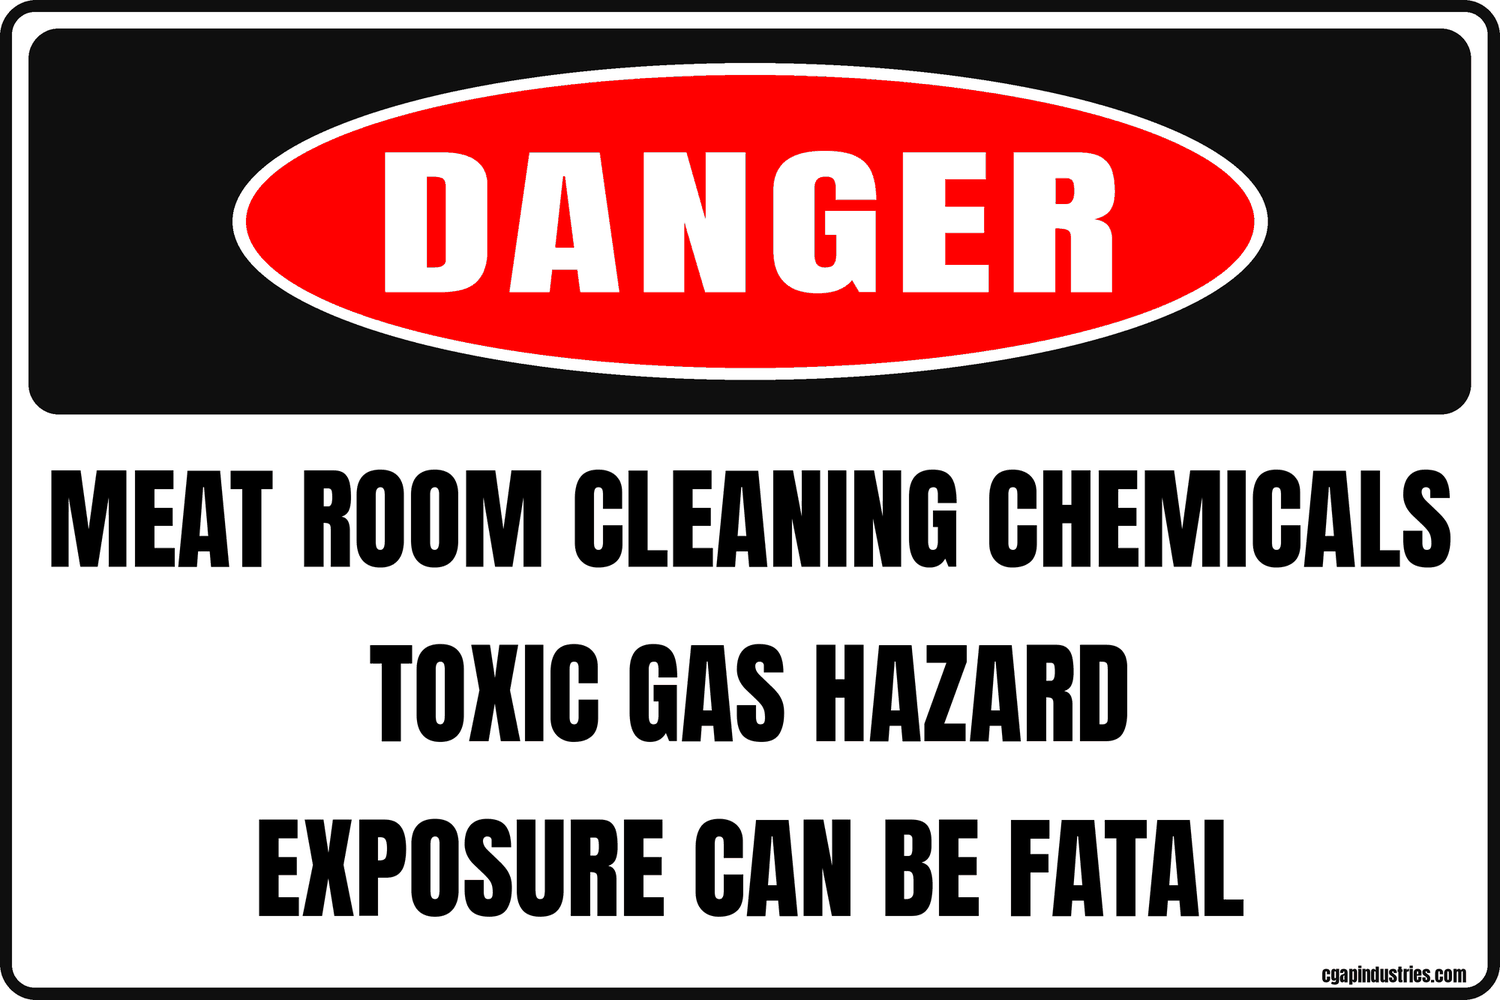 DANGER
MEAT ROOM CLEANING CHEMICALS
TOXIC GAS HAZARD
EXPOSURE CAN BE FATAL
cgapindustries.com